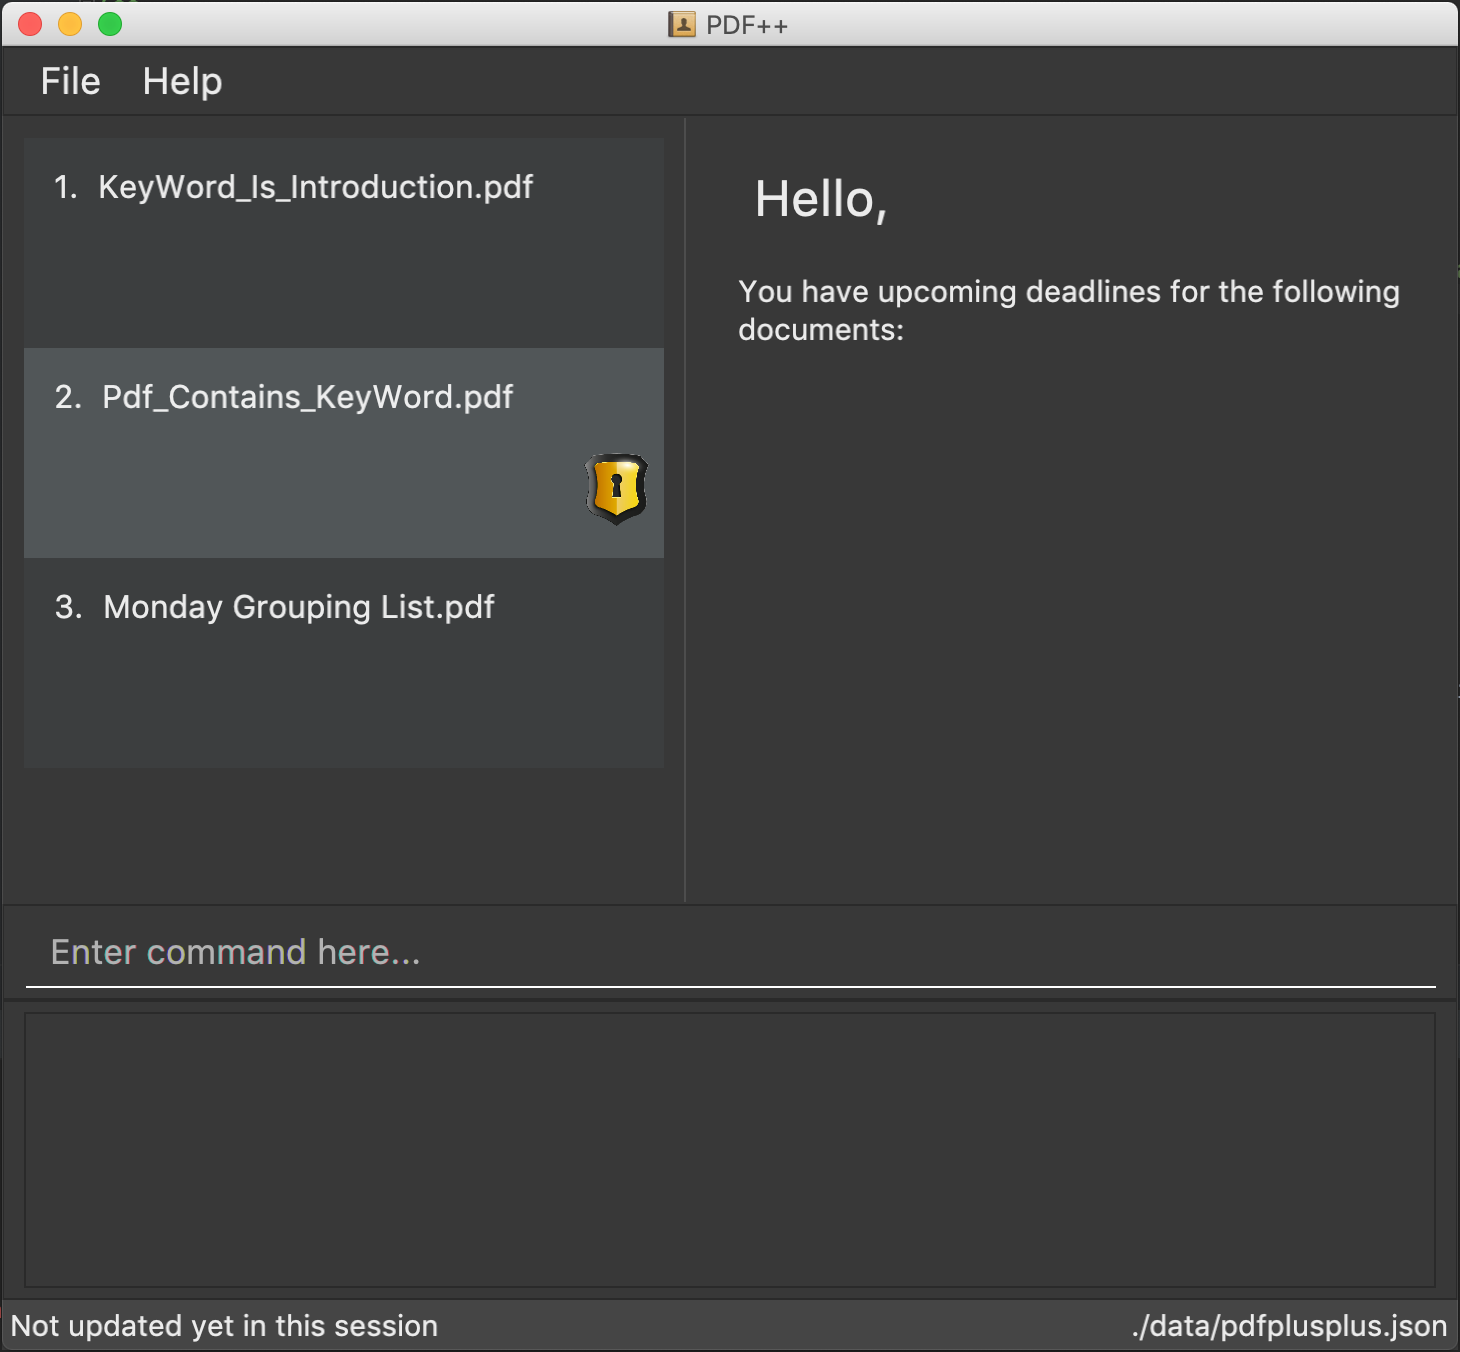 PDF++
File Help
1. KeyWord_Is_Introduction.pdf
2. Pdf_Contains_KeyWord.pdf
3. Monday Grouping List.pdf
Hello,
You have upcoming deadlines for the following
documents:
Enter command here...
Not updated yet in this session
./data/pdfplusplus.json